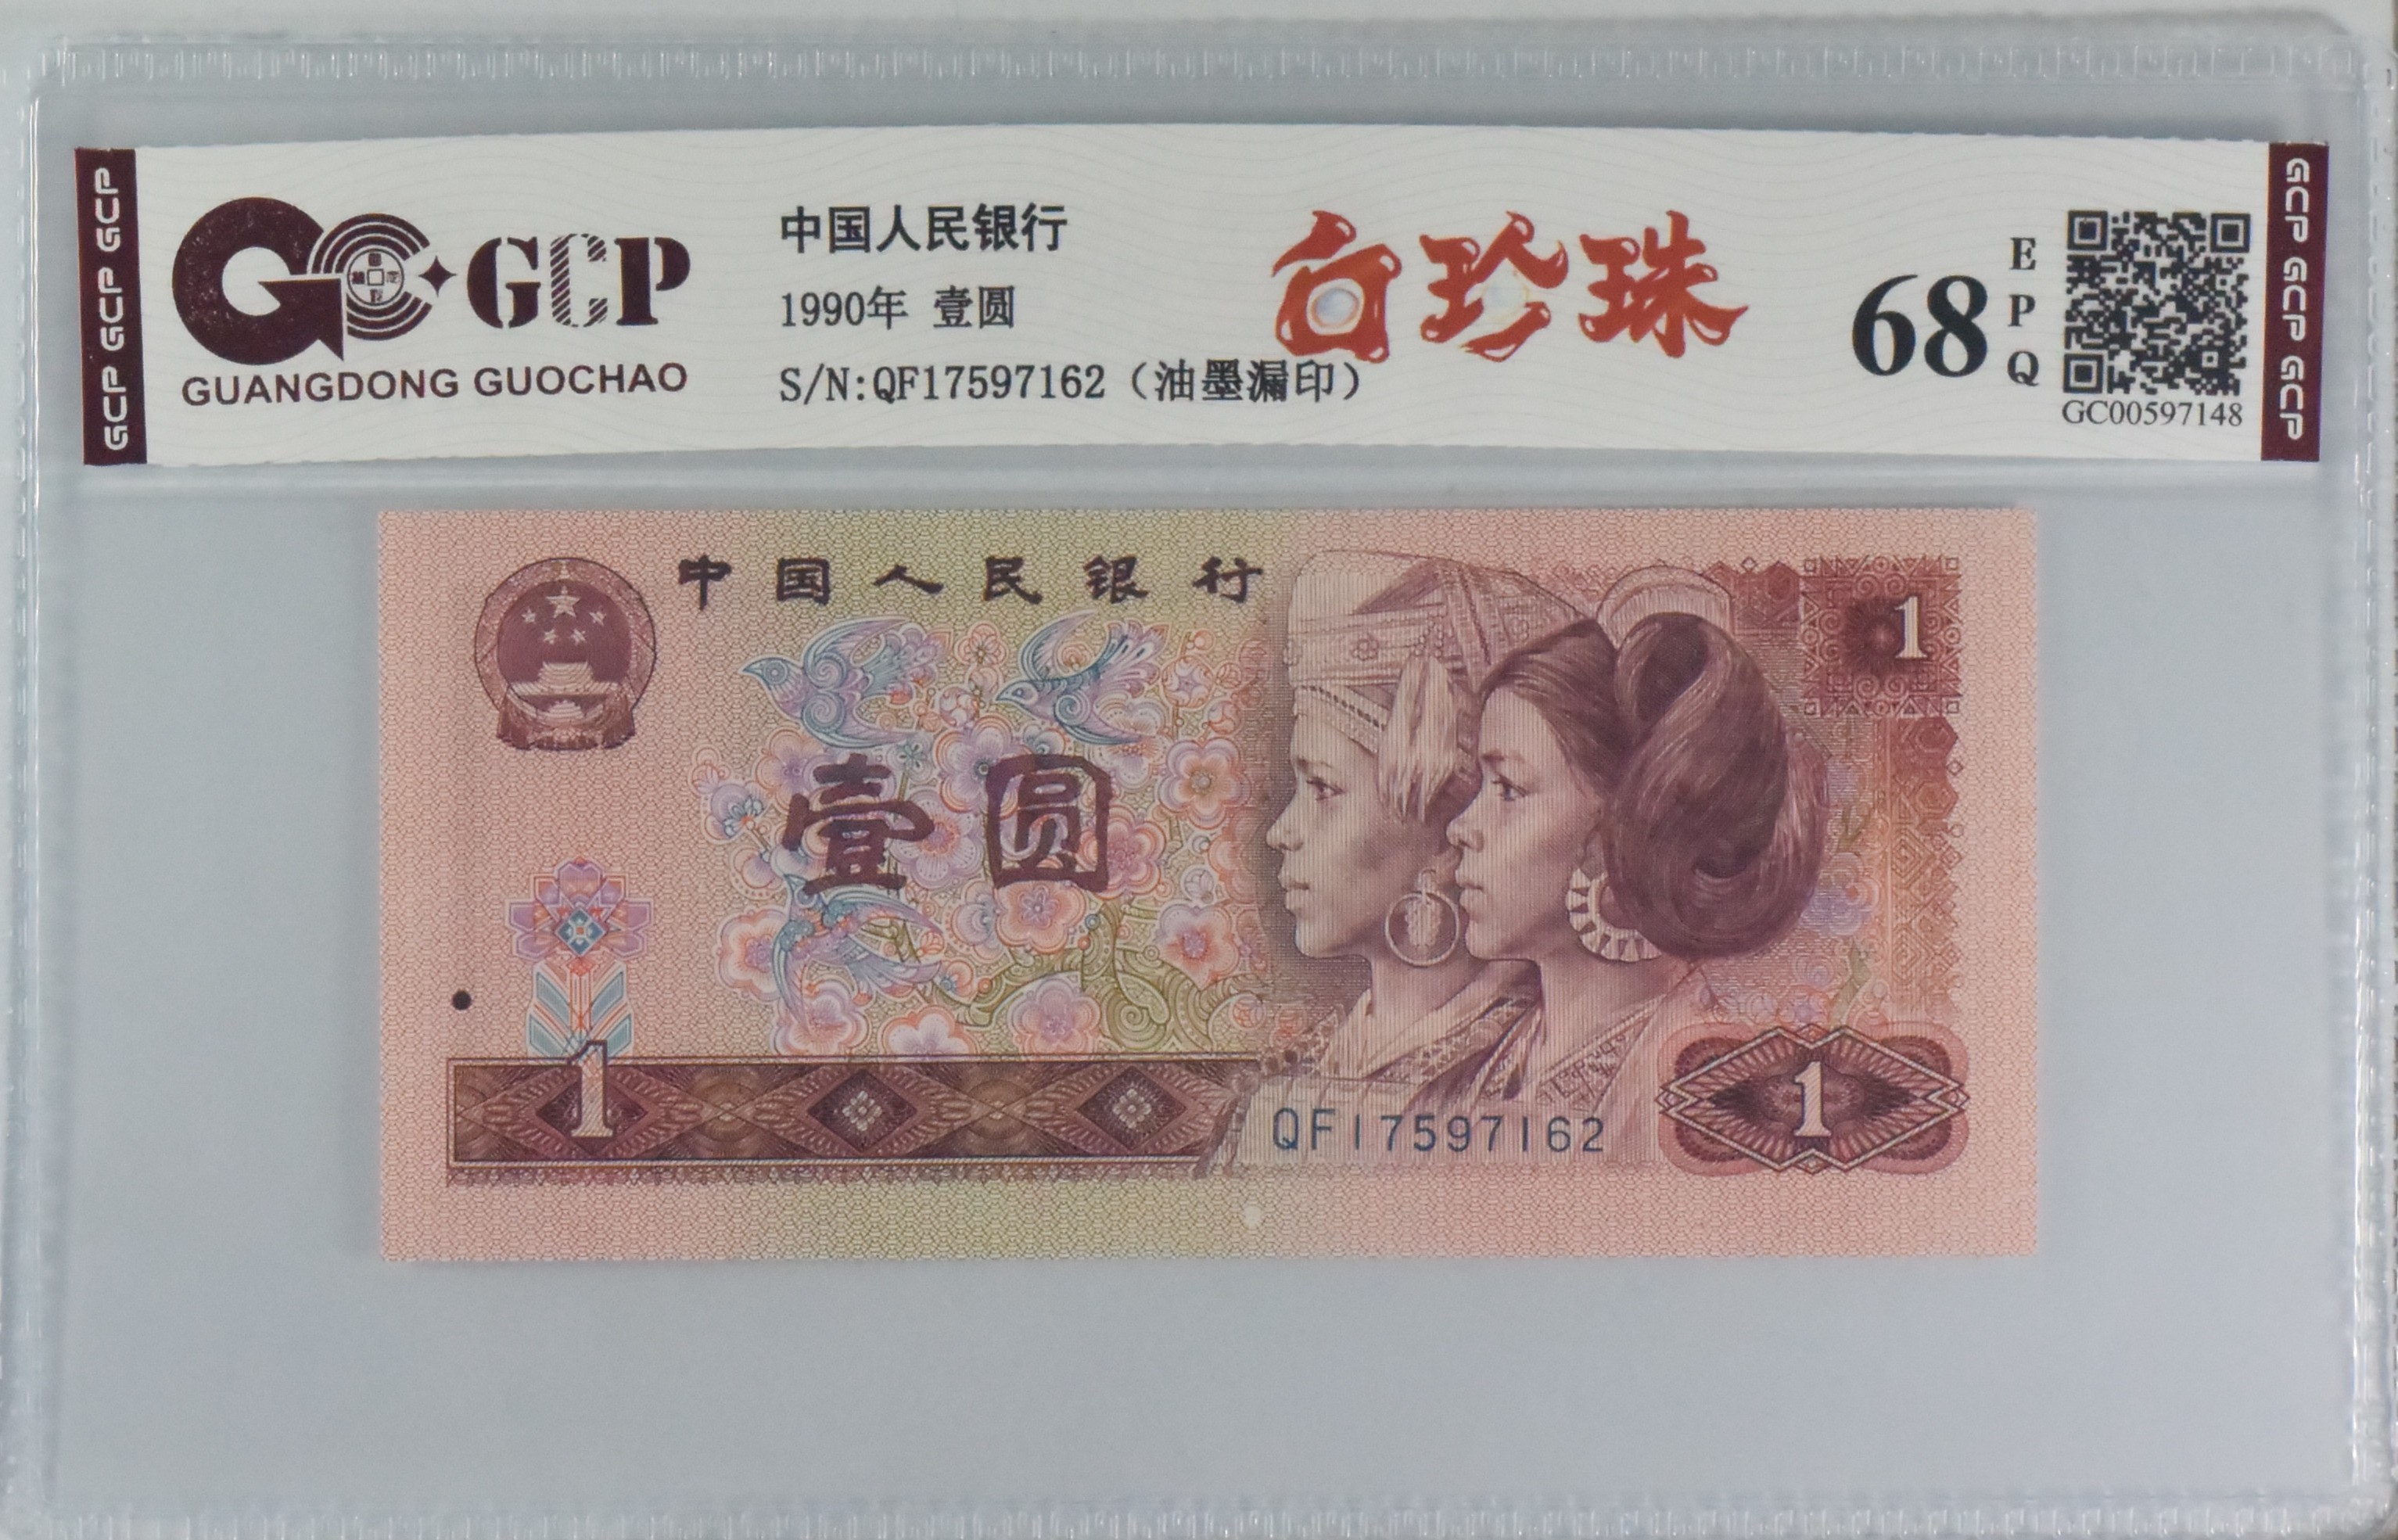 GCP GCP GCP
GCP
GUANGDONG GUOCHAO
中国人民银行
1990年 壹圆
S/N:QF17597162（油墨漏印）
白珍珠
68
EPQ
GC00597148
GCP GCP GCP
中国人民银行
1
壹圆
1
QF17597162
1